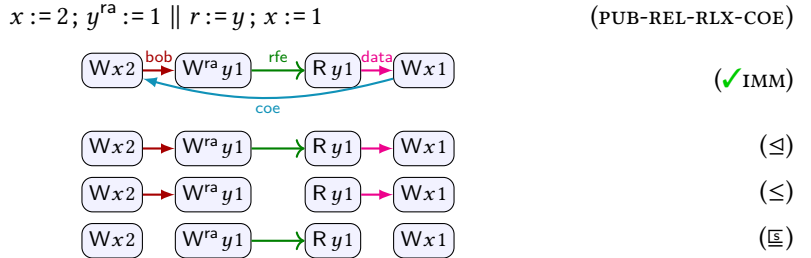 x := 2; y^ra := 1 ‖ r := y; x := 1 (PUB-REL-RLX-COE)
bob rfe data
Wx2 W^ra y1 R y1 Wx1 (✓IMM)
coe
Wx2 W^ra y1 R y1 Wx1 (⊴)
Wx2 W^ra y1 R y1 Wx1 (≤)
Wx2 W^ra y1 R y1 Wx1 (⊑s)